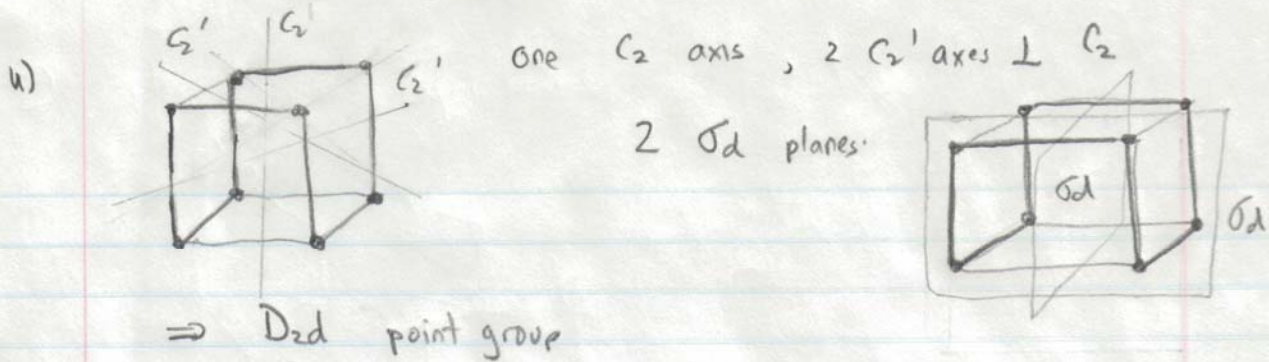 u) C₂' C₂' C₂' one C₂ axis, 2 C₂' axes ⊥ C₂
2 σd planes.
σd σd
⇒ D2d point group